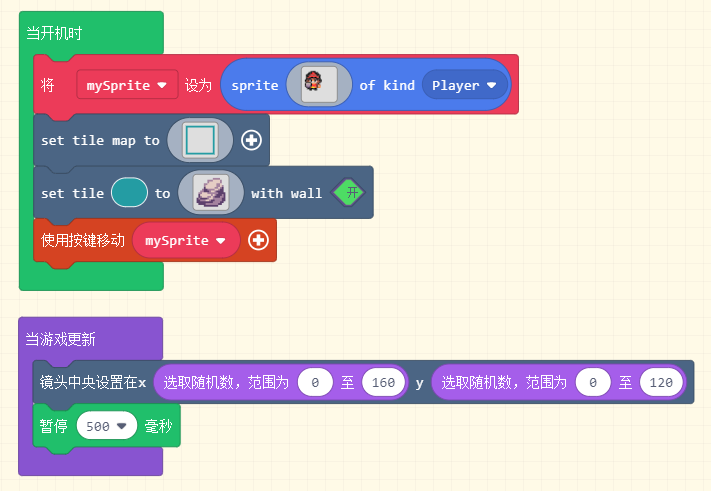 当开机时
将 mySprite 设为 sprite of kind Player
set tile map to
set tile to with wall 开
使用按键移动 mySprite
当游戏更新
镜头中央设置在x 选取随机数，范围为 0 至 160 y 选取随机数，范围为 0 至 120
暂停 500 毫秒